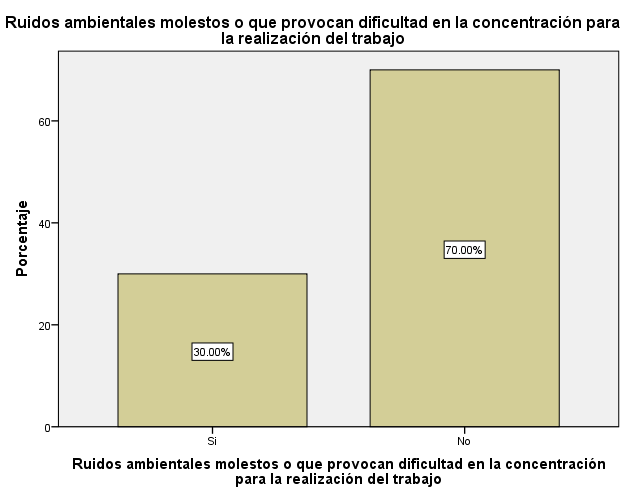 Ruidos ambientales molestos o que provocan dificultad en la concentración para
la realización del trabajo
Porcentaje
60
40
20
0
70.00%
30.00%
Si
No
Ruidos ambientales molestos o que provocan dificultad en la concentración
para la realización del trabajo